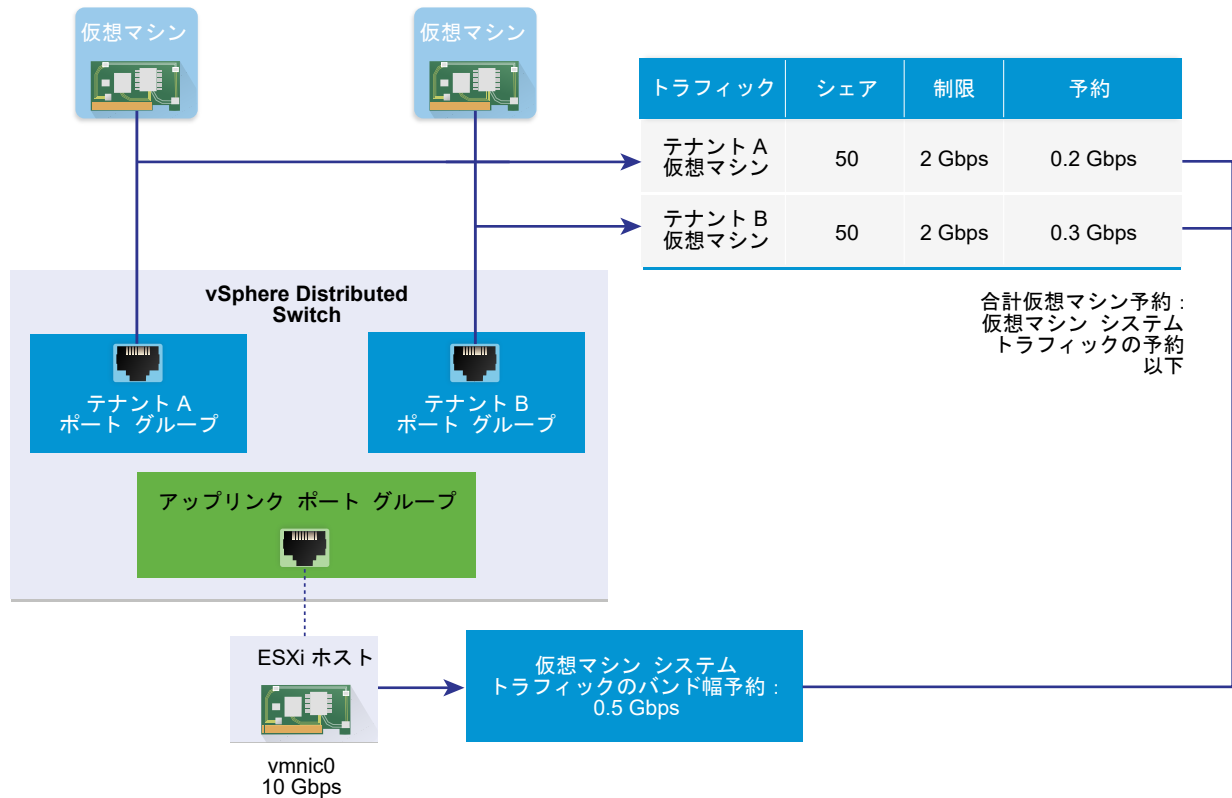 仮想マシン
仮想マシン
トラフィック シェア 制限 予約
テナント A
仮想マシン
50 2 Gbps 0.2 Gbps
テナント B
仮想マシン
50 2 Gbps 0.3 Gbps
合計仮想マシン予約 :
仮想マシン システム
トラフィックの予約
以下
vSphere Distributed
Switch
テナント A
ポート グループ
テナント B
ポート グループ
アップリンク ポート グループ
ESXi ホスト
vmnic0
10 Gbps
仮想マシン システム
トラフィックのバンド幅予約 :
0.5 Gbps